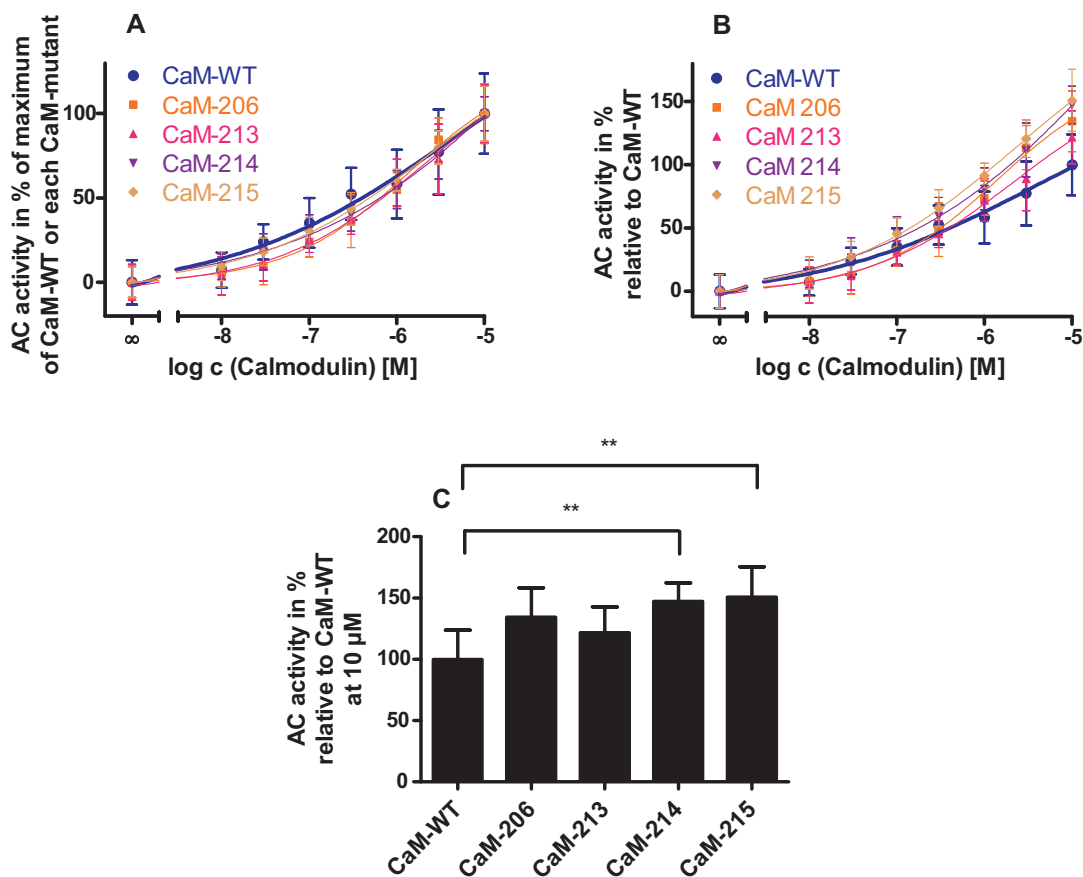 A
AC activity in % of maximum
of CaM-WT or each CaM-mutant
CaM-WT
CaM-206
CaM-213
CaM-214
CaM-215
100
50
0
∞
-8
-7
-6
-5
log c (Calmodulin) [M]
B
AC activity in %
relative to CaM-WT
CaM-WT
CaM 206
CaM 213
CaM 214
CaM 215
150
100
50
0
∞
-8
-7
-6
-5
log c (Calmodulin) [M]
C
**
**
AC activity in %
relative to CaM-WT
at 10 µM
200
150
100
50
0
CaM-WT
CaM-206
CaM-213
CaM-214
CaM-215